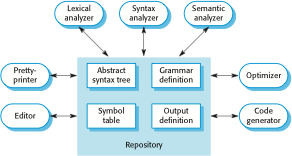 Lexical
analyzer
Syntax
analyzer
Semantic
analyzer
Pretty-
printer
Abstract
syntax tree
Grammar
definition
Optimizer
Editor
Symbol
table
Output
definition
Code
generator
Repository